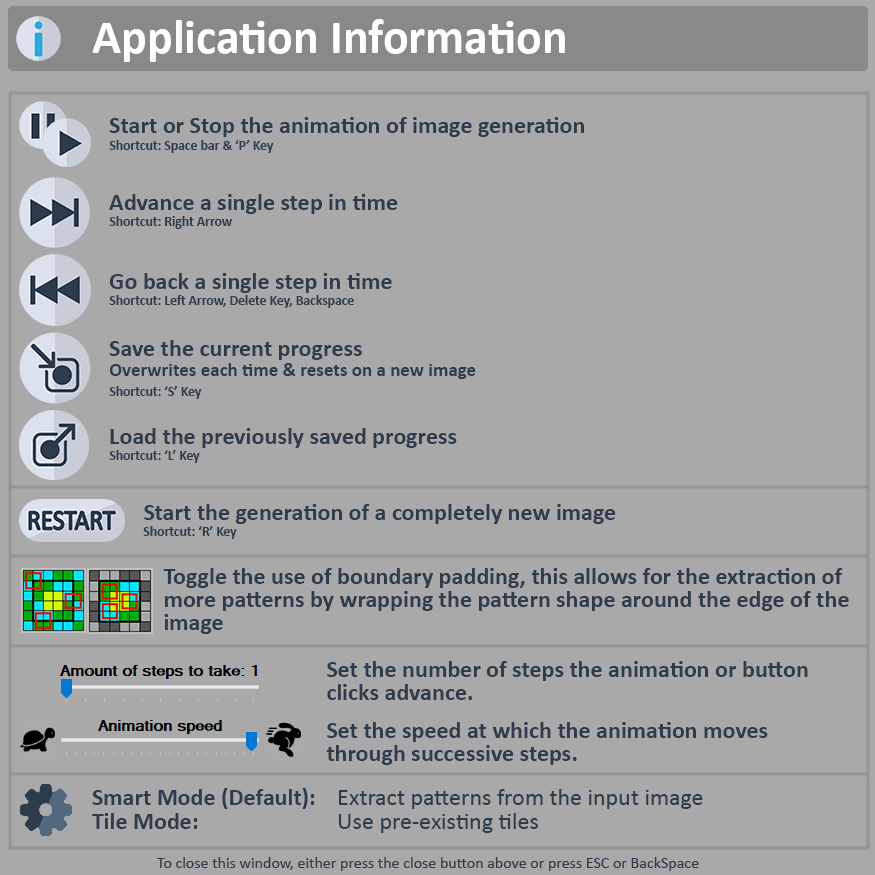 Application Information
Start or Stop the animation of image generation
Shortcut: Space bar & ‘P’ Key
Advance a single step in time
Shortcut: Right Arrow
Go back a single step in time
Shortcut: Left Arrow, Delete Key, Backspace
Save the current progress
Overwrites each time & resets on a new image
Shortcut: ‘S’ Key
Load the previously saved progress
Shortcut: ‘L’ Key
RESTART
Start the generation of a completely new image
Shortcut: ‘R’ Key
Toggle the use of boundary padding, this allows for the extraction of
more patterns by wrapping the pattern shape around the edge of the
image
Amount of steps to take: 1
Set the number of steps the animation or button
clicks advance.
Animation speed
Set the speed at which the animation moves
through successive steps.
Smart Mode (Default): Extract patterns from the input image
Tile Mode: Use pre-existing tiles
To close this window, either press the close button above or press ESC or BackSpace